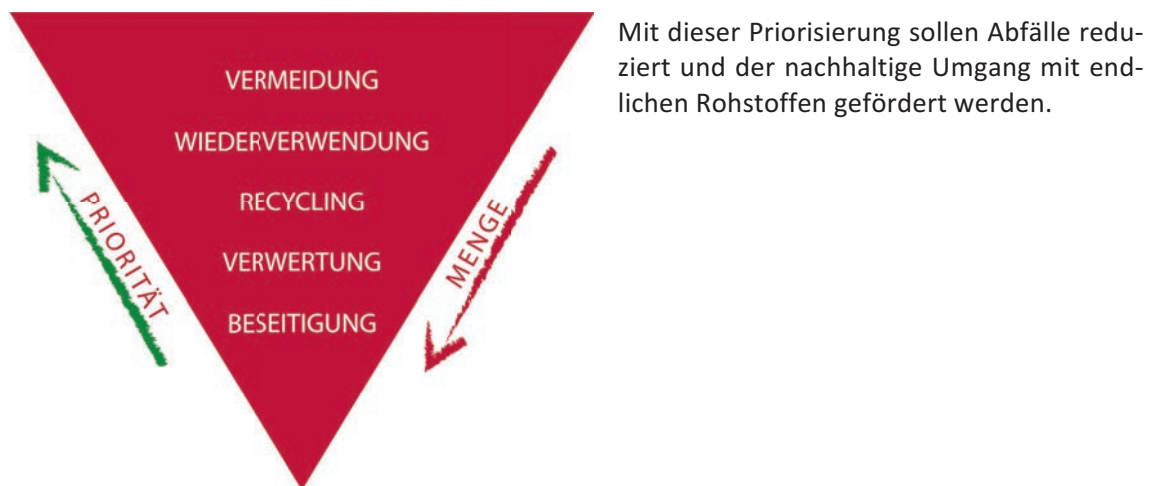 VERMEIDUNG
WIEDERVERWENDUNG
RECYCLING
VERWERTUNG
BESEITIGUNG
PRIORITÄT
MENGE
Mit dieser Priorisierung sollen Abfälle redu-
ziert und der nachhaltige Umgang mit end-
lichen Rohstoffen gefördert werden.